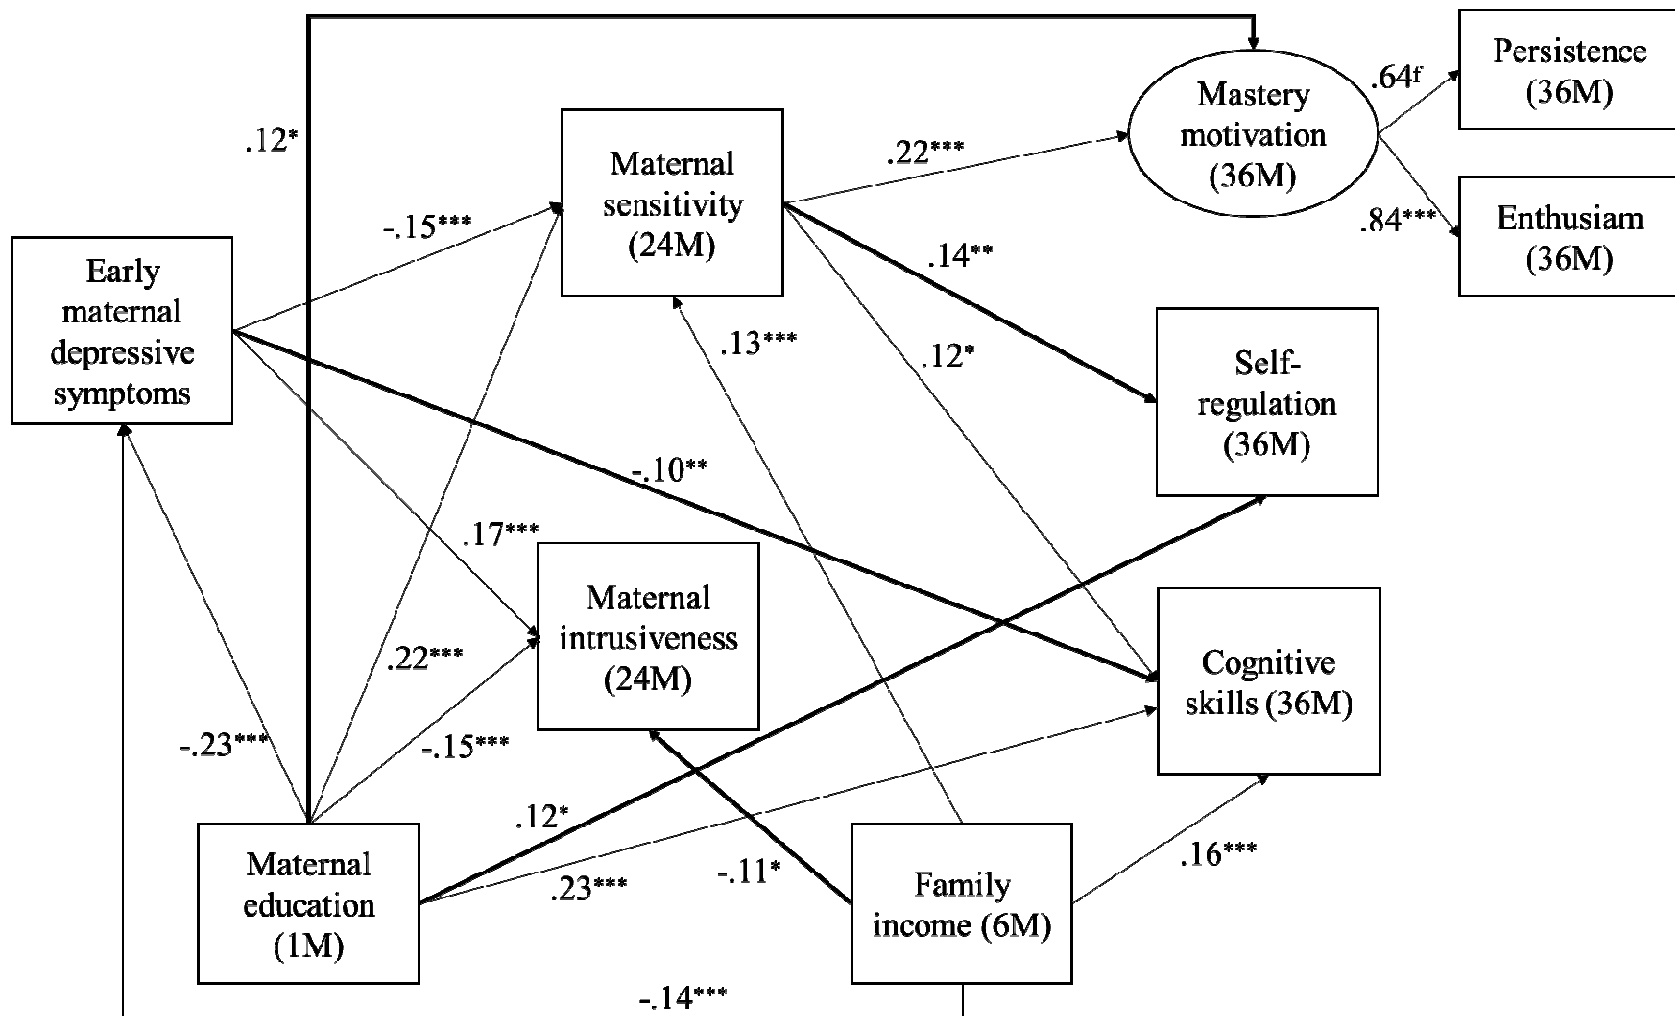 Persistence
(36M)
.64f
Mastery
motivation
(36M)
.12*
.22***
Maternal
sensitivity
(24M)
.84***
Enthusiam
(36M)
-.15***
Early
maternal
depressive
symptoms
.14**
.13***
.12*
Self-
regulation
(36M)
-.10**
.17***
Maternal
intrusiveness
(24M)
.22***
Cognitive
skills (36M)
-.23***
-.15***
.12*
Maternal
education
(1M)
.23***
-.11*
Family
income (6M)
.16***
-.14***